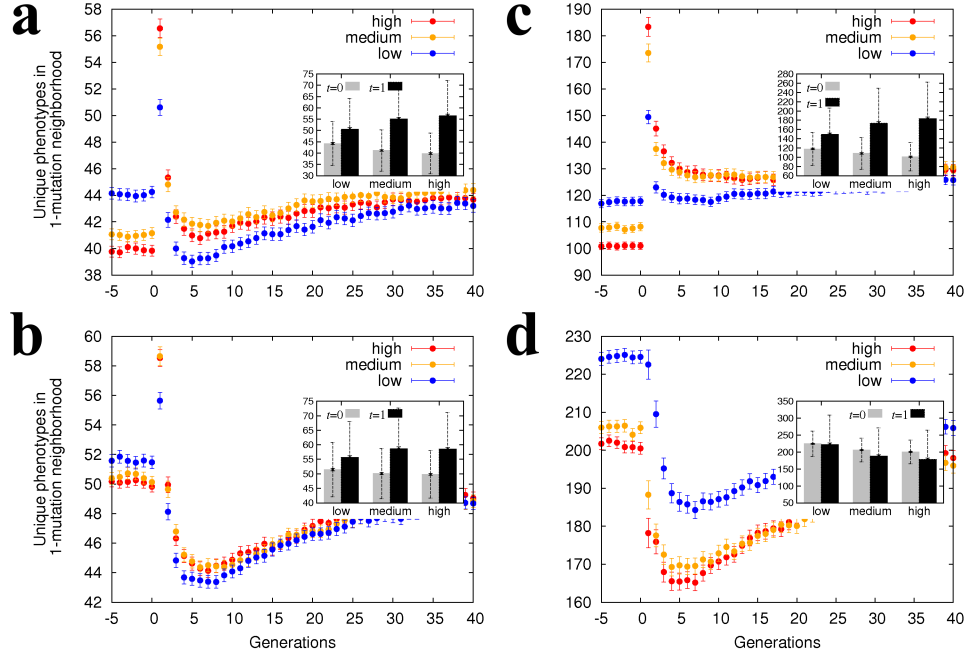 a
Unique phenotypes in
1-mutation neighborhood
58
56
54
52
50
48
46
44
42
40
38
-5 0 5 10 15 20 25 30 35 40
high
medium
low
75
70
65
60
55
50
45
40
35
30
t=0
t=1
low medium high
c
190
180
170
160
150
140
130
120
110
100
90
-5 0 5 10 15 20 25 30 35 40
high
medium
low
280
260
240
220
200
180
160
140
120
100
80
60
t=0
t=1
low medium high
b
Unique phenotypes in
1-mutation neighborhood
60
58
56
54
52
50
48
46
44
42
-5 0 5 10 15 20 25 30 35 40
Generations
high
medium
low
75
70
65
60
55
50
45
40
t=0 t=1
low medium high
d
230
220
210
200
190
180
170
160
-5 0 5 10 15 20 25 30 35 40
Generations
high
medium
low
350
300
250
200
150
100
50
t=0 t=1
low medium high